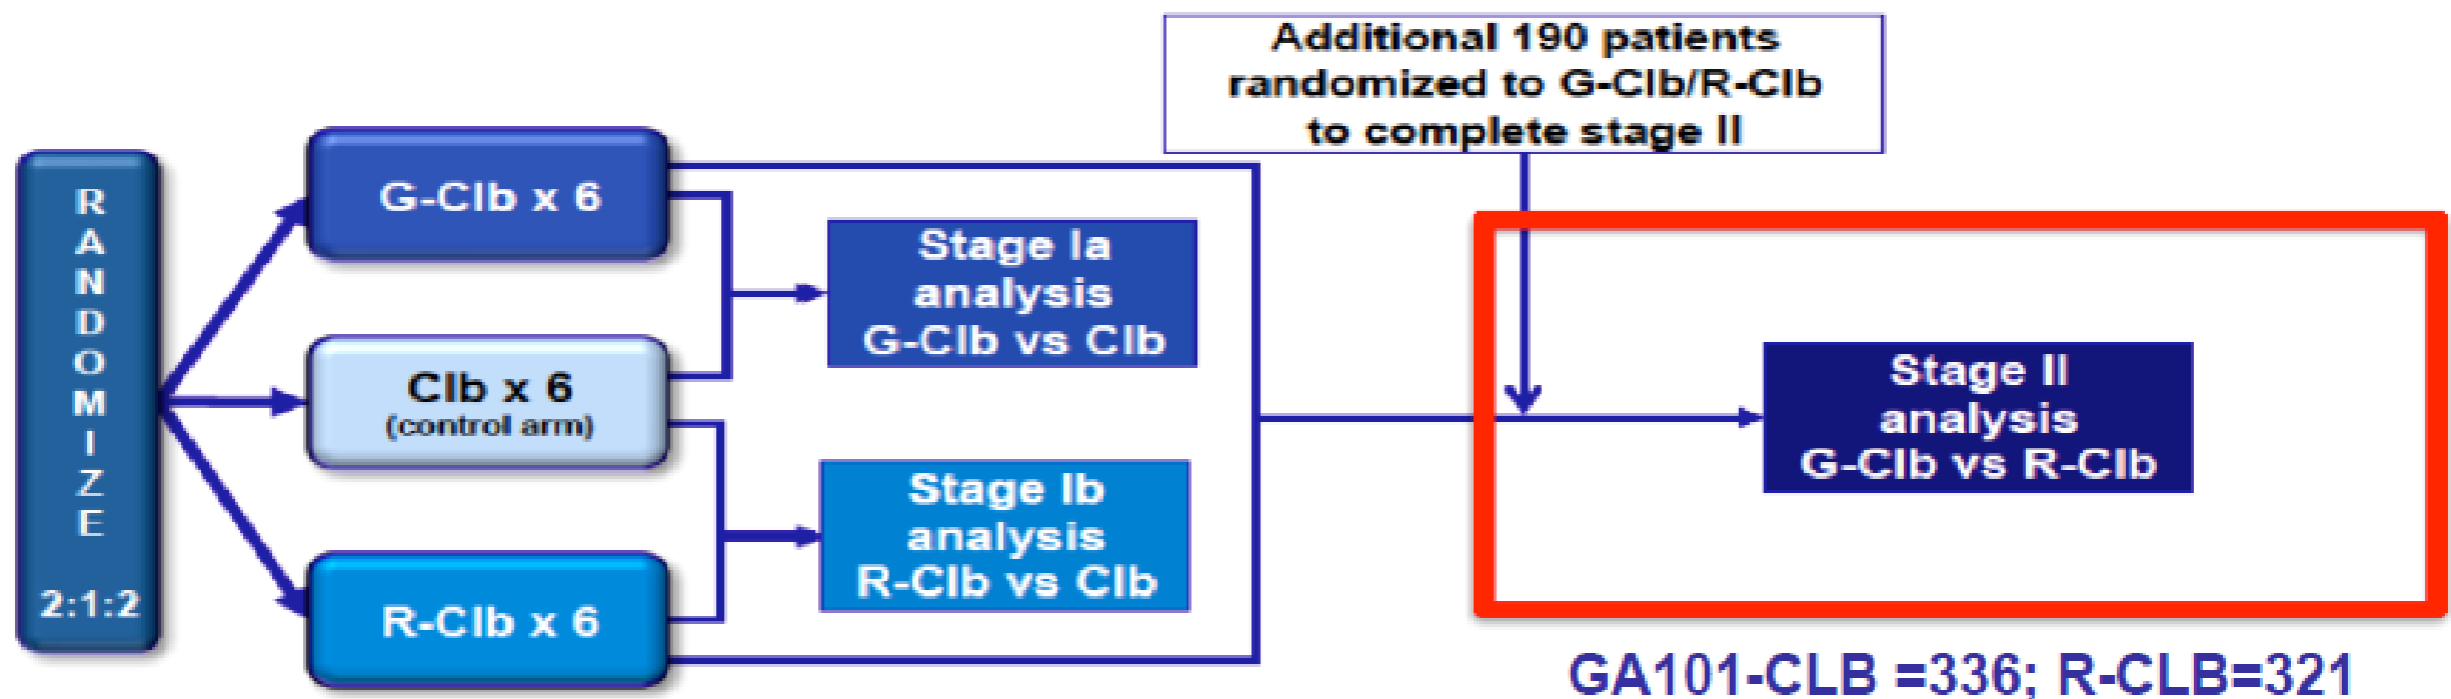 RANDOMIZE
2:1:2
G-Clb x 6
Clb x 6
(control arm)
R-Clb x 6
Stage Ia
analysis
G-Clb vs Clb
Stage Ib
analysis
R-Clb vs Clb
Additional 190 patients
randomized to G-Clb/R-Clb
to complete stage II
Stage II
analysis
G-Clb vs R-Clb
GA101-CLB =336; R-CLB=321